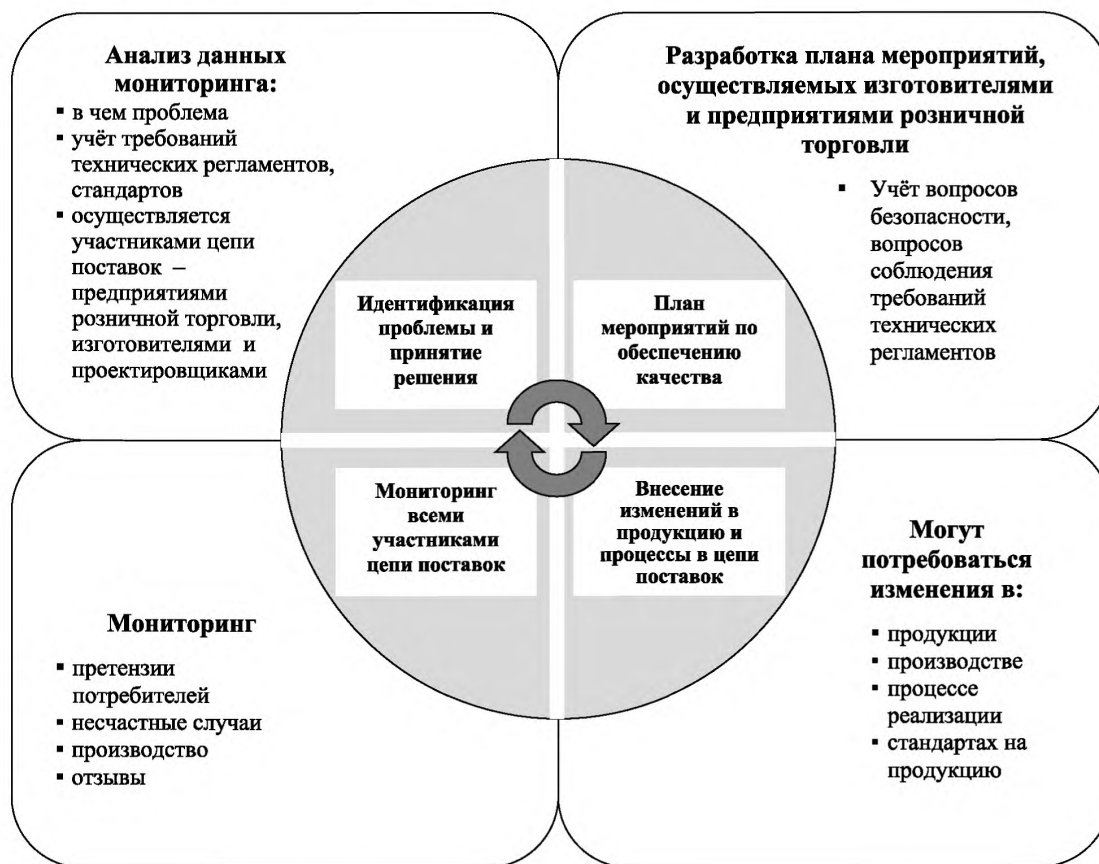 Анализ данных
мониторинга:
▪ в чем проблема
▪ учёт требований
технических регламентов,
стандартов
▪ осуществляется
участниками цепи
поставок –
предприятиями
розничной торговли,
изготовителями и
проектировщиками
Разработка плана мероприятий,
осуществляемых изготовителями
и предприятиями розничной
торговли
▪ Учёт вопросов
безопасности,
вопросов
соблюдения
требований
технических
регламентов
Идентификация
проблемы и
принятие
решения
План
мероприятий по
обеспечению
качества
Мониторинг
всеми
участниками
цепи поставок
Внесение
изменений в
продукцию и
процессы в цепи
поставок
Мониторинг
▪ претензии
потребителей
▪ несчастные случаи
▪ производство
▪ отзывы
Могут
потребоваться
изменения в:
▪ продукции
▪ производстве
▪ процессе
реализации
▪ стандартах на
продукцию